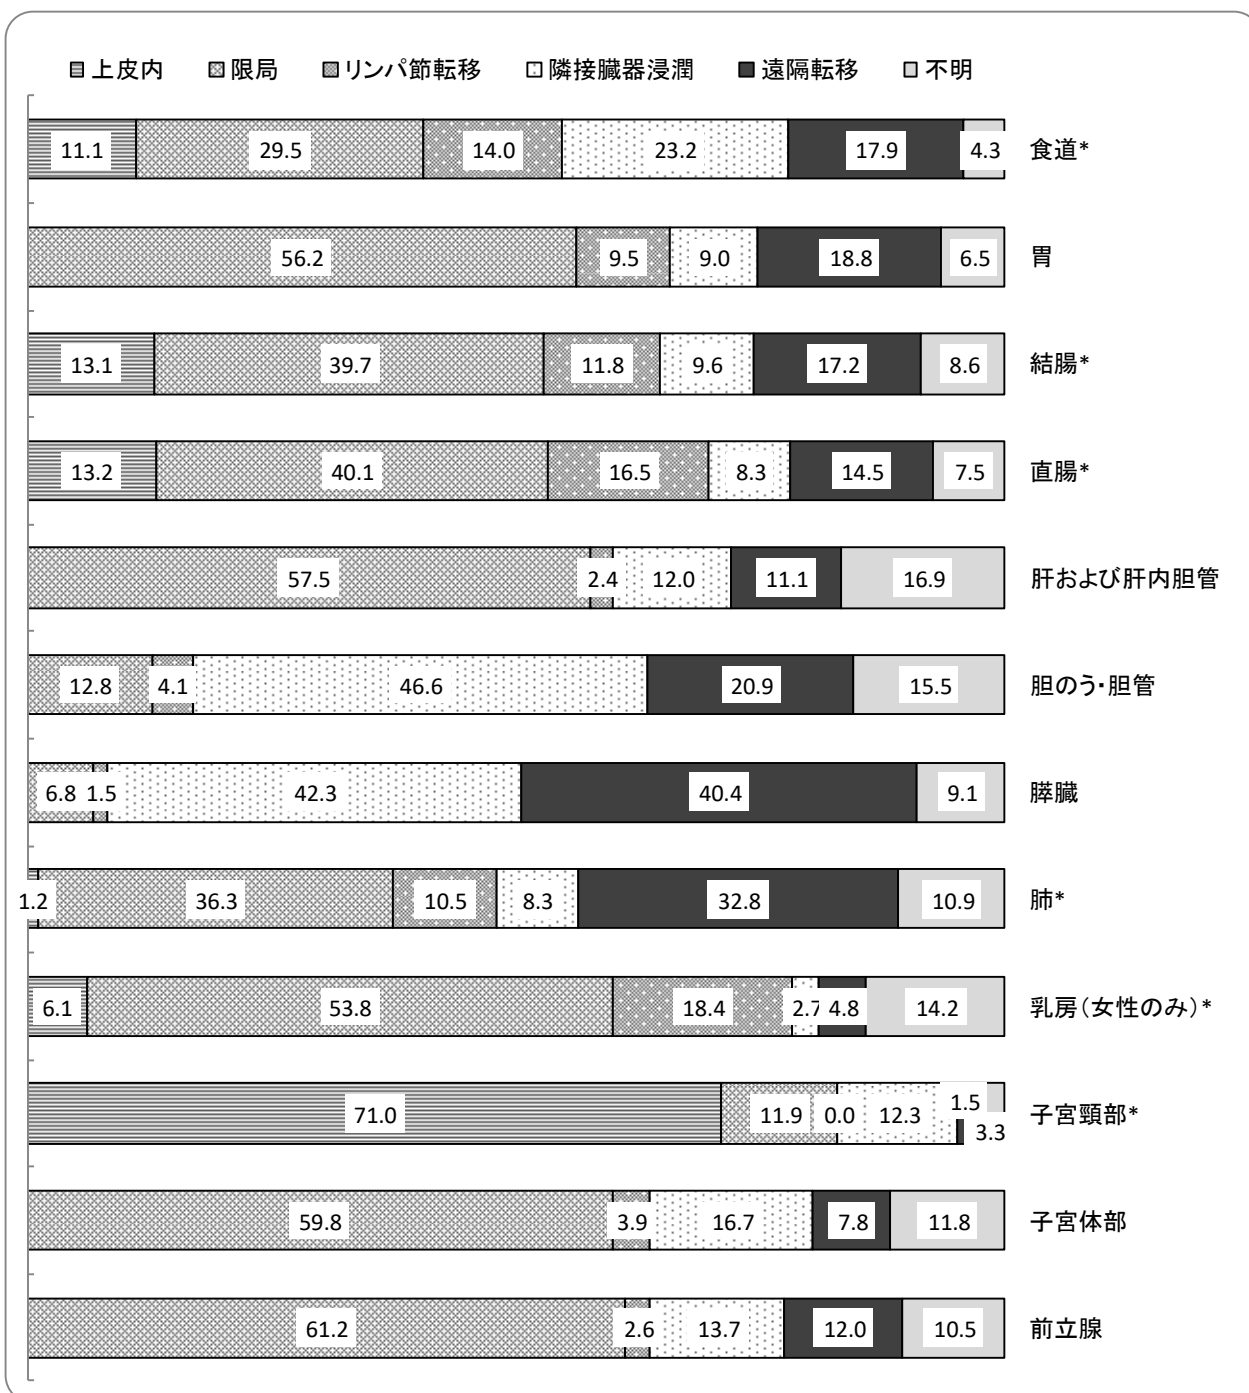 上皮内 限局 リンパ節転移 隣接臓器浸潤 遠隔転移 不明
11.1 29.5 14.0 23.2 17.9 4.3 食道*
56.2 9.5 9.0 18.8 6.5 胃
13.1 39.7 11.8 9.6 17.2 8.6 結腸*
13.2 40.1 16.5 8.3 14.5 7.5 直腸*
57.5 2.4 12.0 11.1 16.9 肝および肝内胆管
12.8 4.1 46.6 20.9 15.5 胆のう・胆管
6.8 1.5 42.3 40.4 9.1 膵臓
1.2 36.3 10.5 8.3 32.8 10.9 肺*
6.1 53.8 18.4 2.7 4.8 14.2 乳房(女性のみ)*
71.0 11.9 0.0 12.3 1.5 3.3 子宮頸部*
59.8 3.9 16.7 7.8 11.8 子宮体部
61.2 2.6 13.7 12.0 10.5 前立腺